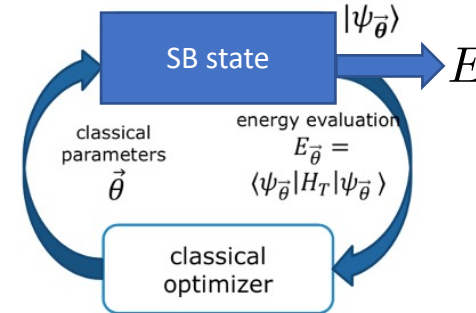 |ψ_θ⃗⟩
SB state
E
classical
parameters
θ⃗
energy evaluation
E_θ⃗ =
⟨ψ_θ⃗|H_T|ψ_θ⃗ ⟩
classical
optimizer